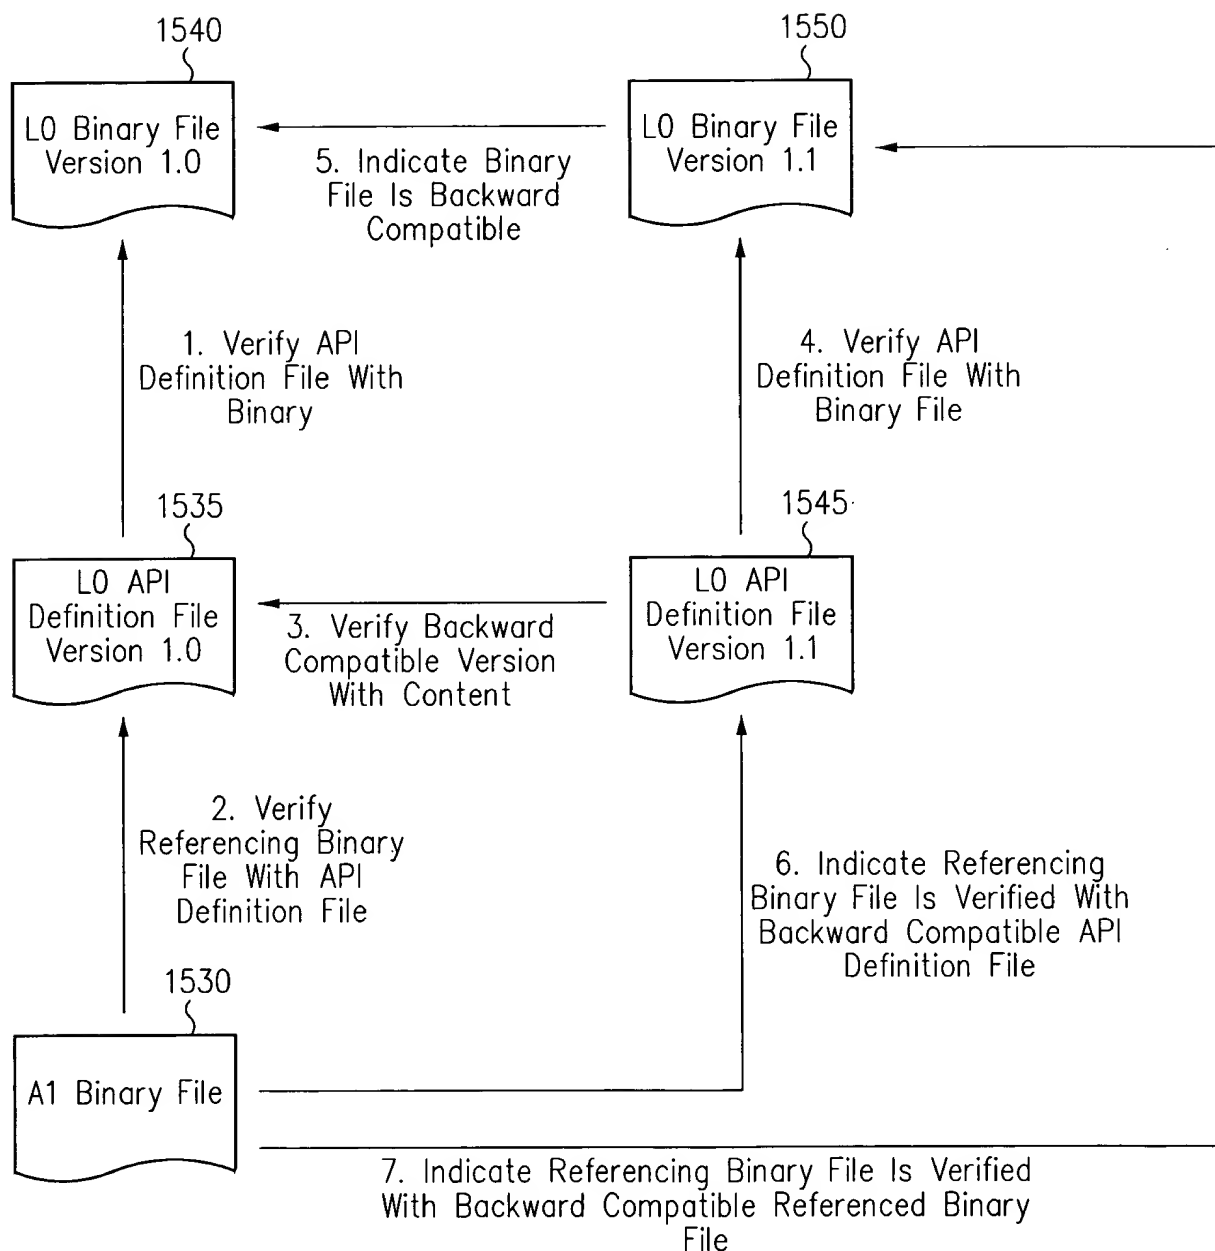 1540
1550
L0 Binary File
Version 1.0
L0 Binary File
Version 1.1
5. Indicate Binary
File Is Backward
Compatible
1. Verify API
Definition File With
Binary
4. Verify API
Definition File With
Binary File
1535
1545
L0 API
Definition File
Version 1.0
L0 API
Definition File
Version 1.1
3. Verify Backward
Compatible Version
With Content
2. Verify
Referencing Binary
File With API
Definition File
6. Indicate Referencing
Binary File Is Verified With
Backward Compatible API
Definition File
1530
A1 Binary File
7. Indicate Referencing Binary File Is Verified
With Backward Compatible Referenced Binary
File